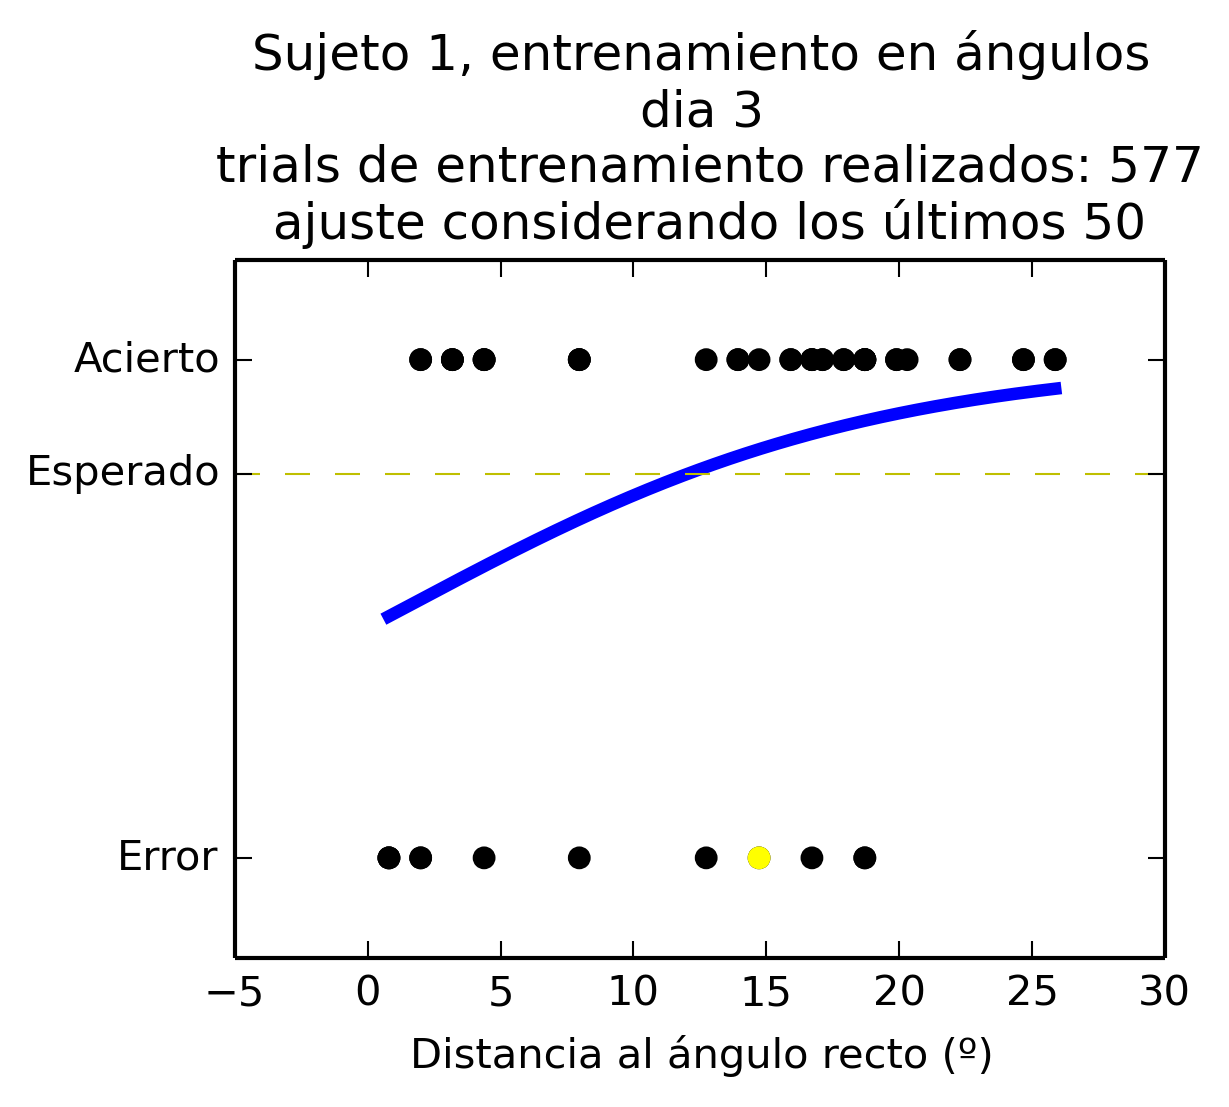 Sujeto 1, entrenamiento en ángulos
dia 3
trials de entrenamiento realizados: 577
ajuste considerando los últimos 50
Acierto
Esperado
Error
−5 0 5 10 15 20 25 30
Distancia al ángulo recto (º)